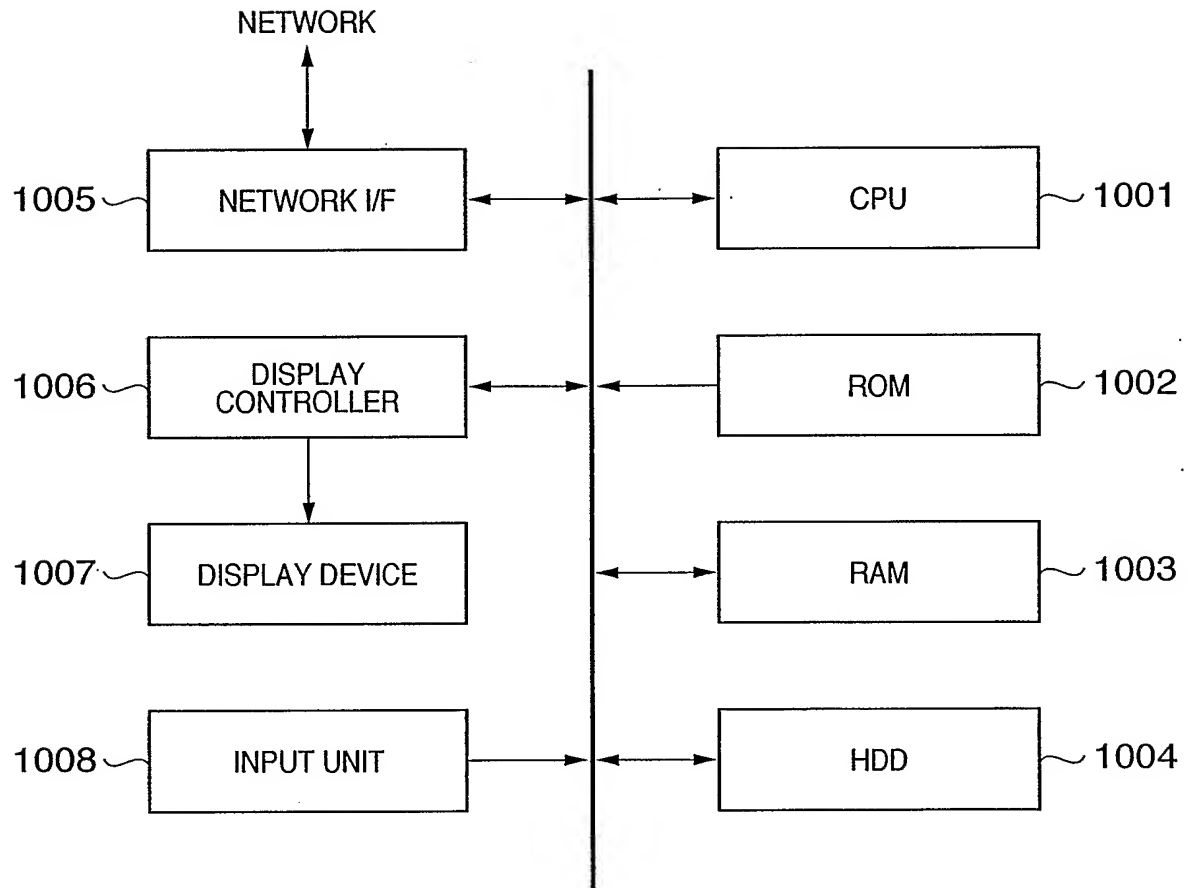 NETWORK
1005
NETWORK I/F
CPU
1001
1006
DISPLAY
CONTROLLER
ROM
1002
1007
DISPLAY DEVICE
RAM
1003
1008
INPUT UNIT
HDD
1004